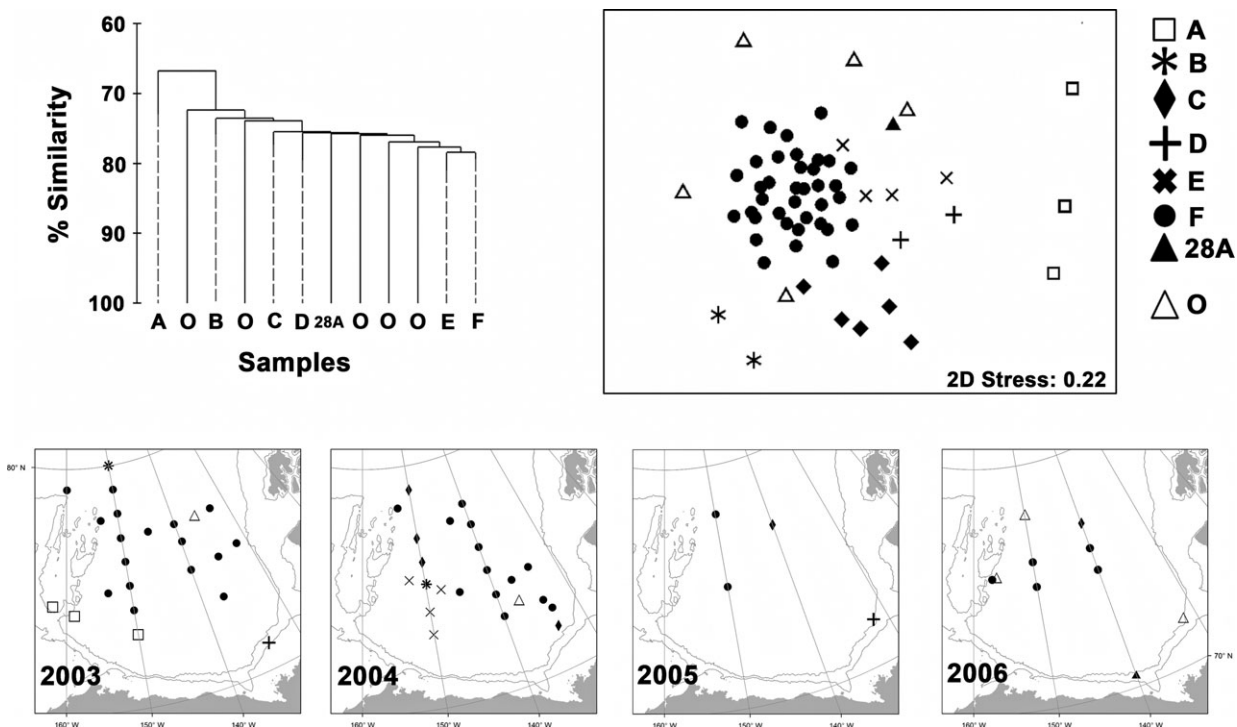 60
70
80
90
100
% Similarity
A O B O C D 28A O O O E F
Samples
2D Stress: 0.22
A
B
C
D
E
F
28A
O
80° N
2003
160° W 150° W 140° W
2004
160° W 150° W 140° W
2005
160° W 150° W 140° W
2006
70° N
160° W 150° W 140° W